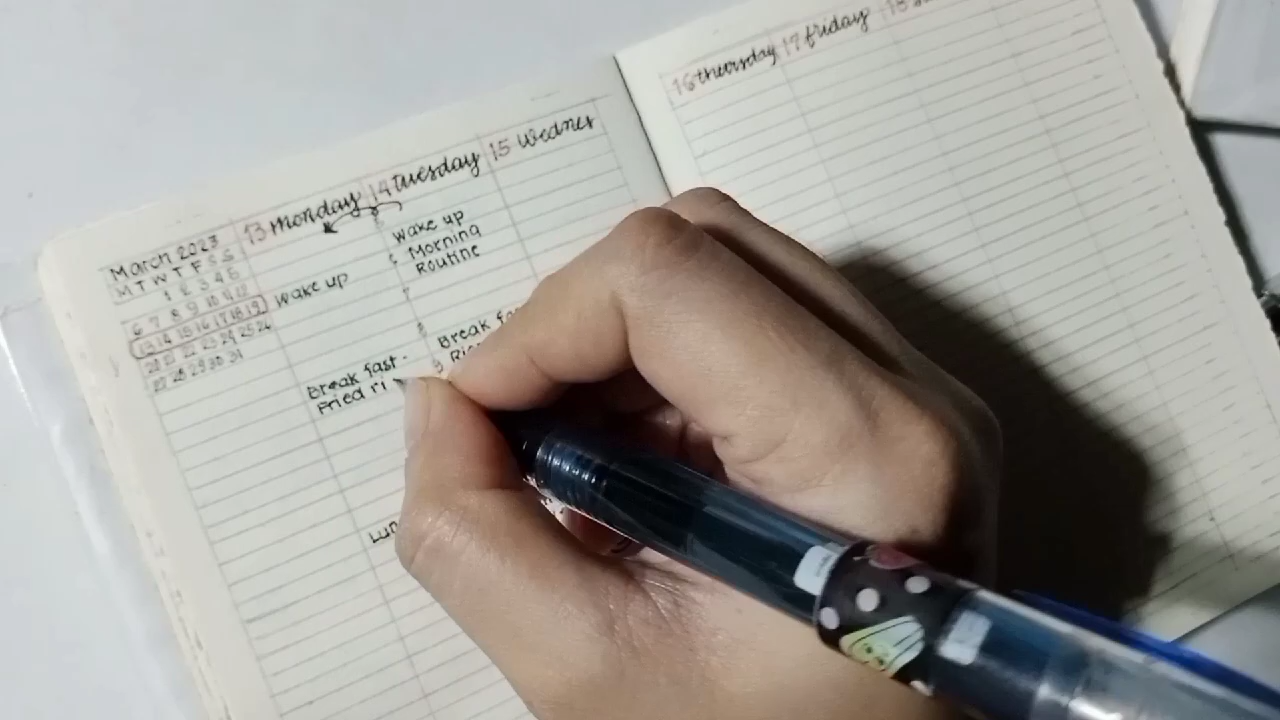 March 2023
M T W T F S S
1 2 3 4 5
6 7 8 9 10 11 12
13 14 15 16 17 18 19
20 21 22 23 24 25 26
27 28 29 30 31
13 Monday
Wake up
Break fast-
Fried ri
14 Tuesday
Wake up
Morning
Routine
Break
15 Wednes
16 thursday
17 friday